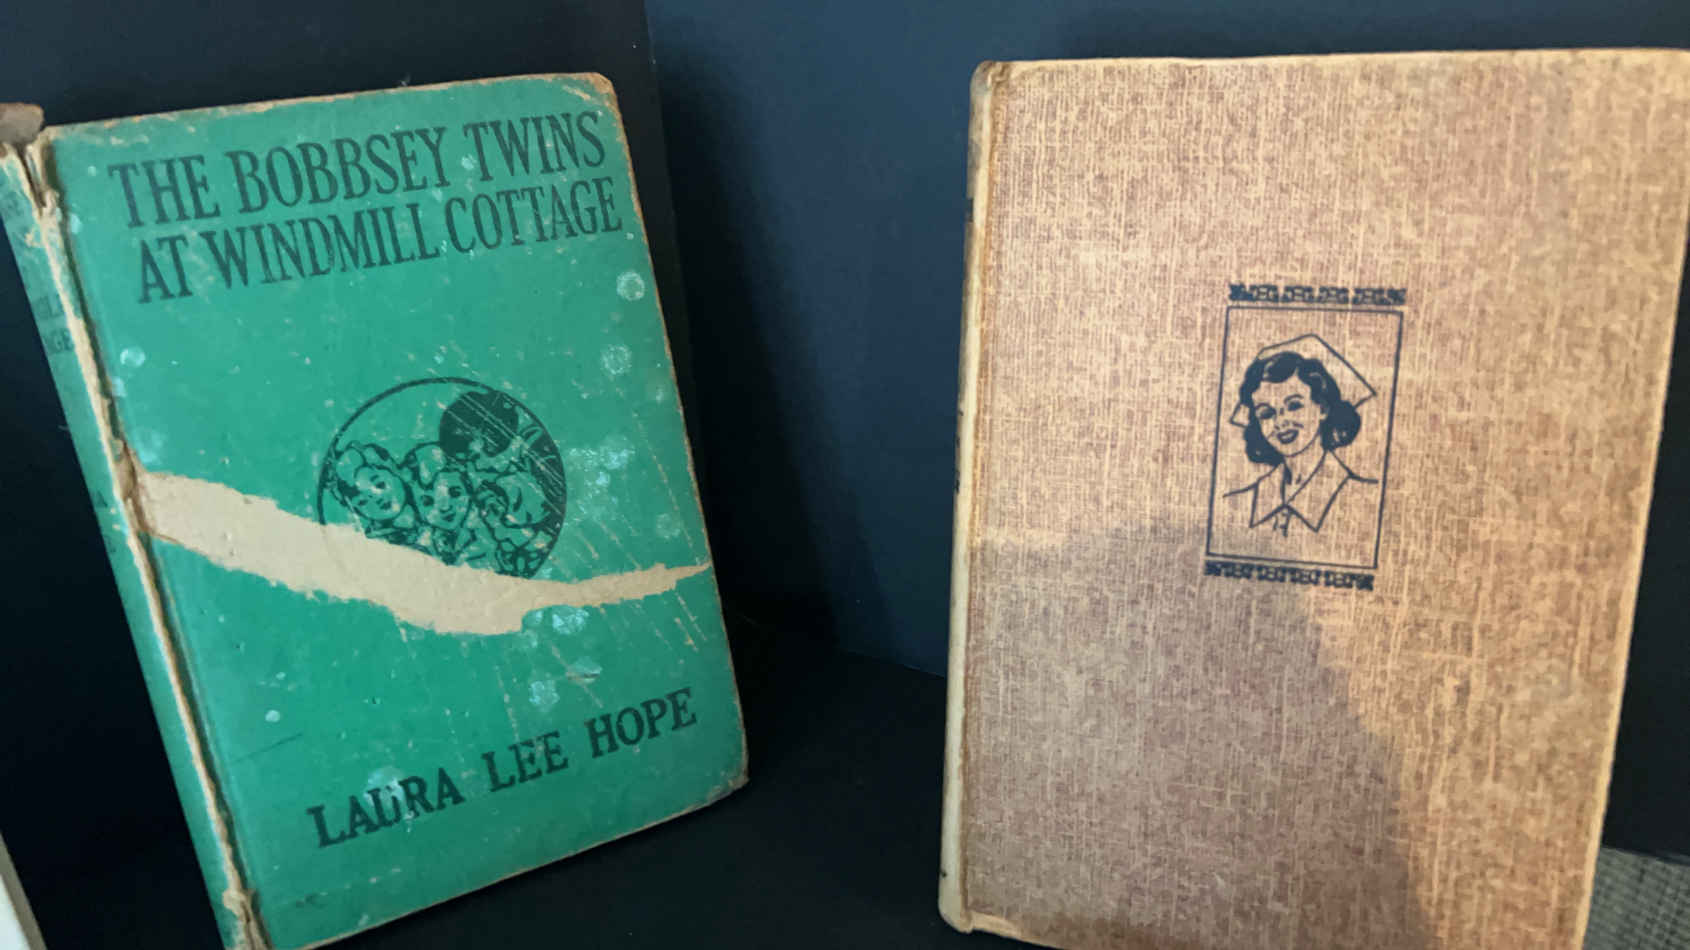 THE BOBBSEY TWINS
AT WINDMILL COTTAGE
LAURA LEE HOPE